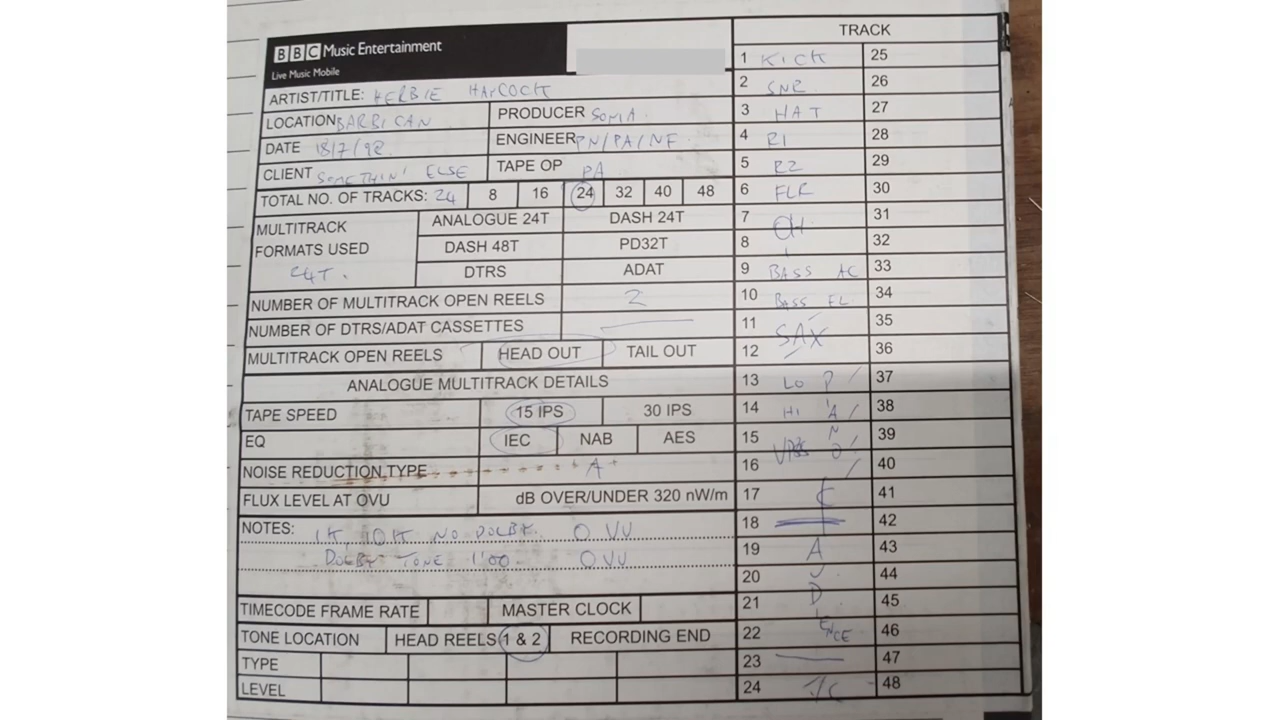 BBC Music Entertainment
Live Music Mobile
ARTIST/TITLE: HERBIE HANCOCK
LOCATION BARBICAN PRODUCER SONIA
DATE 18/7/98 ENGINEER PN/PA/NF
CLIENT SOMETHIN' ELSE TAPE OP PA
TOTAL NO. OF TRACKS: 24 8 16 24 32 40 48
MULTITRACK FORMATS USED 24T.
ANALOGUE 24T DASH 24T
DASH 48T PD32T
DTRS ADAT
NUMBER OF MULTITRACK OPEN REELS 2
NUMBER OF DTRS/ADAT CASSETTES
MULTITRACK OPEN REELS HEAD OUT TAIL OUT
ANALOGUE MULTITRACK DETAILS
TAPE SPEED 15 IPS 30 IPS
EQ IEC NAB AES
NOISE REDUCTION TYPE A
FLUX LEVEL AT OVU dB OVER/UNDER 320 nW/m
NOTES: 1K, 10K NO DOLBY. 0 VU
DOLBY TONE 1'00 0 VU
TIMECODE FRAME RATE MASTER CLOCK
TONE LOCATION HEAD REELS 1 & 2 RECORDING END
TYPE
LEVEL
TRACK
1 KICK 25
2 SNR 26
3 HAT 27
4 R1 28
5 R2 29
6 FLR 30
7 OH 31
8 32
9 BASS AC 33
10 BASS EL 34
11 SAX 35
12 36
13 LO P 37
14 HI A 38
15 N 39
16 O 40
17 41
18 42
19 A 43
20 U 44
21 D 45
22 IENCE 46
23 47
24 T/C 48